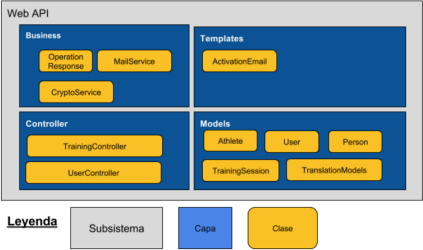 Web API
Business
Operation
Response
MailService
CryptoService
Templates
ActivationEmail
Controller
TrainingController
UserController
Models
Athlete
User
Person
TrainingSession
TranslationModels
Leyenda
Subsistema
Capa
Clase